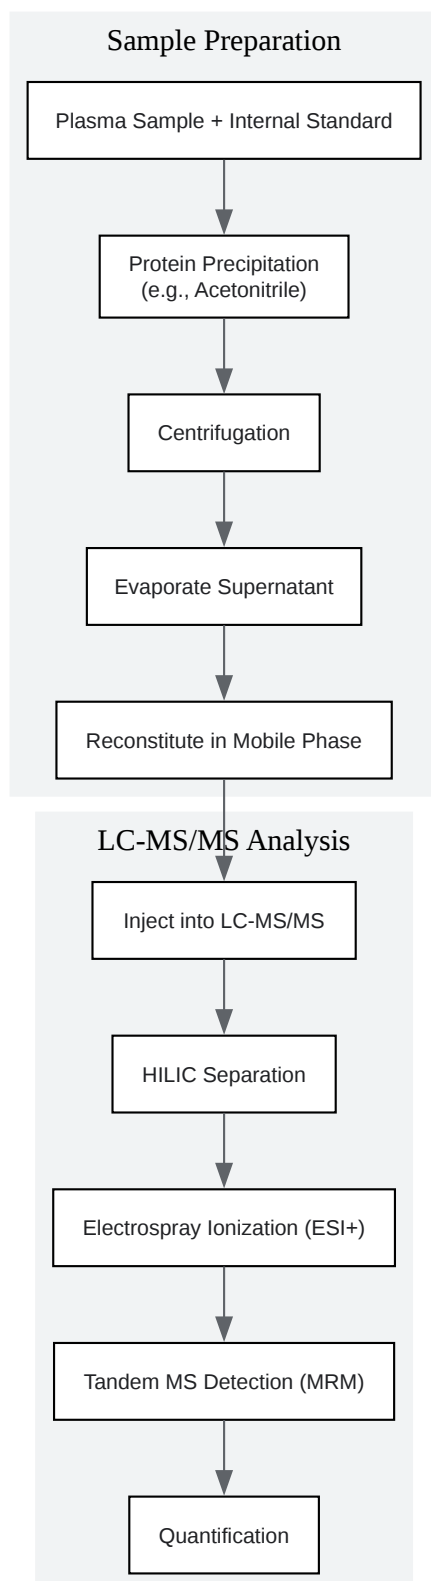 Sample Preparation
Plasma Sample + Internal Standard
Protein Precipitation
(e.g., Acetonitrile)
Centrifugation
Evaporate Supernatant
Reconstitute in Mobile Phase
LC-MS/MS Analysis
Inject into LC-MS/MS
HILIC Separation
Electrospray Ionization (ESI+)
Tandem MS Detection (MRM)
Quantification